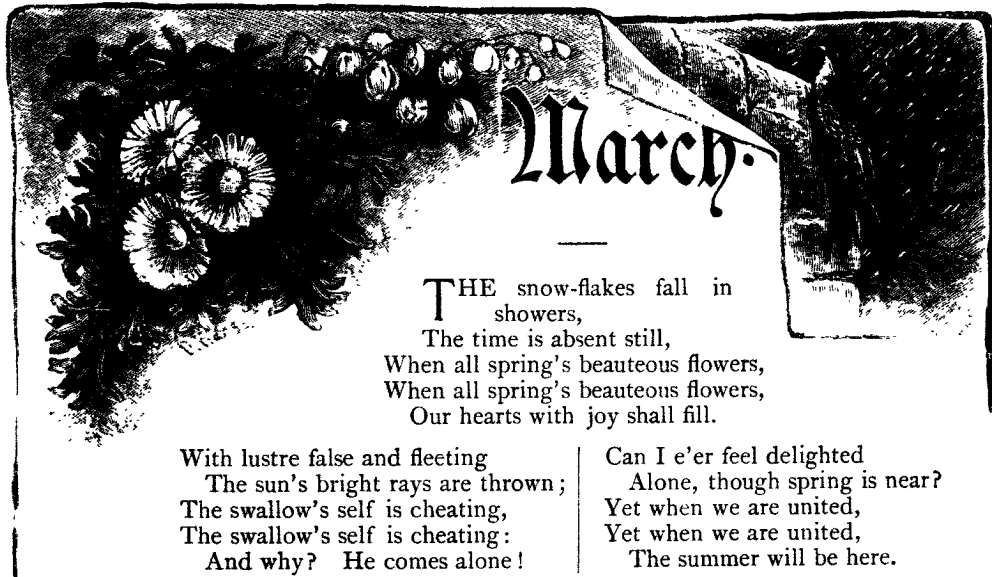 March.
THE snow-flakes fall in
showers,
The time is absent still,
When all spring's beauteous flowers,
When all spring's beauteous flowers,
Our hearts with joy shall fill.
With lustre false and fleeting
The sun's bright rays are thrown;
The swallow's self is cheating,
The swallow's self is cheating:
And why? He comes alone!
Can I e'er feel delighted
Alone, though spring is near?
Yet when we are united,
Yet when we are united,
The summer will be here.